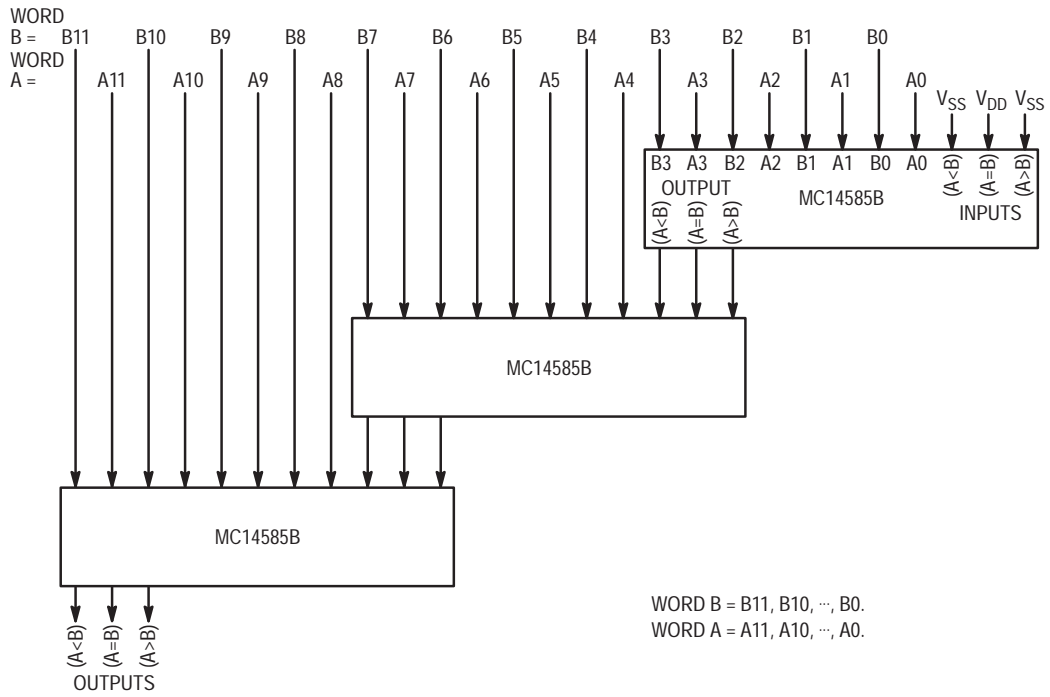 WORD
B = B11 B10 B9 B8 B7 B6 B5 B4 B3 B2 B1 B0
WORD
A = A11 A10 A9 A8 A7 A6 A5 A4 A3 A2 A1 A0
VSS VDD VSS
B3 A3 B2 A2 B1 A1 B0 A0 (A<B) (A=B) (A>B)
OUTPUT
MC14585B
INPUTS
(A<B) (A=B) (A>B)
MC14585B
MC14585B
(A<B) (A=B) (A>B)
OUTPUTS
WORD B = B11, B10, ···, B0.
WORD A = A11, A10, ···, A0.